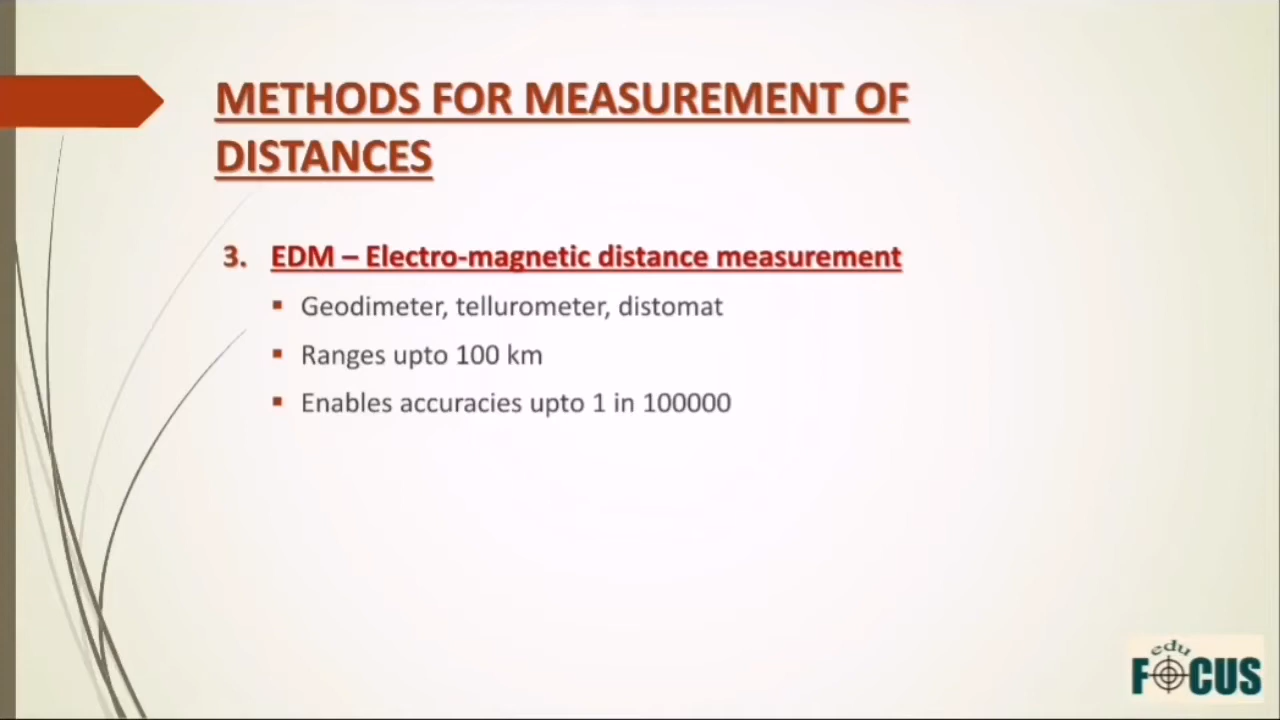 METHODS FOR MEASUREMENT OF
DISTANCES
3. EDM – Electro-magnetic distance measurement
▪ Geodimeter, tellurometer, distomat
▪ Ranges upto 100 km
▪ Enables accuracies upto 1 in 100000
edu
FOCUS